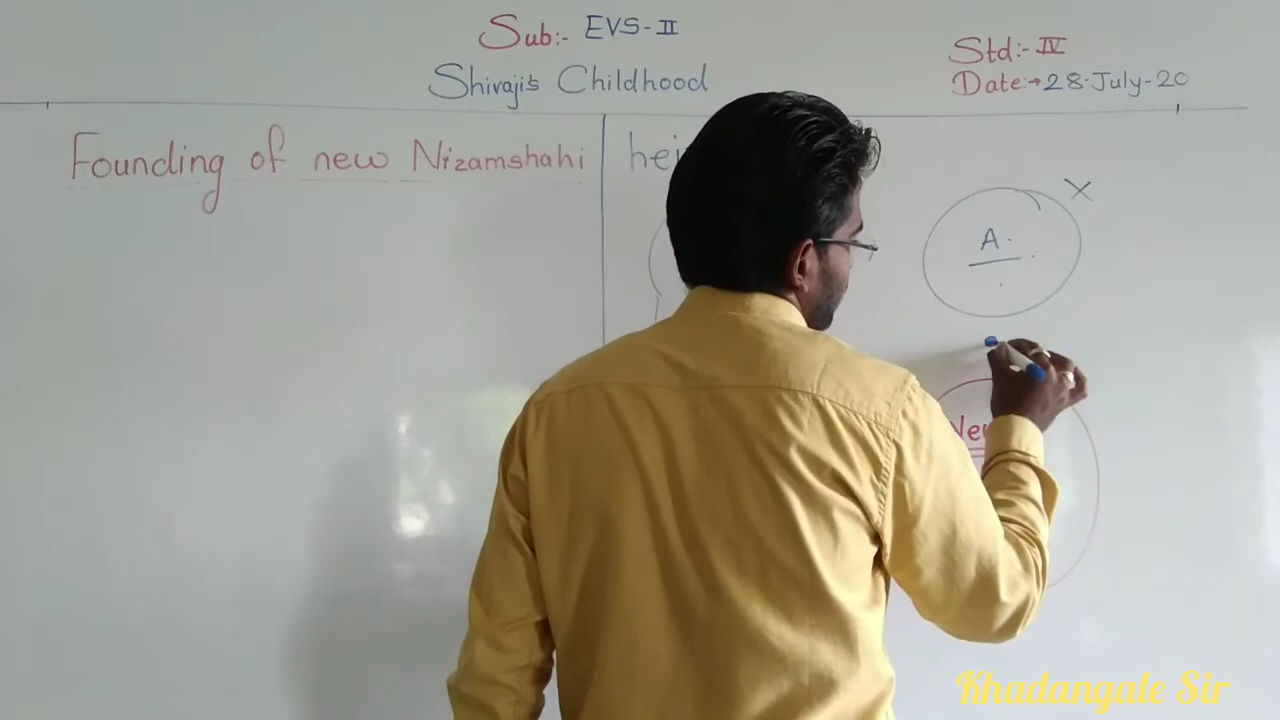 Sub:- EVS-II
Shivaji's Childhood
Std:- IV
Date:→28-July-20
Founding of new Nizamshahi
A.
Khadangale Sir